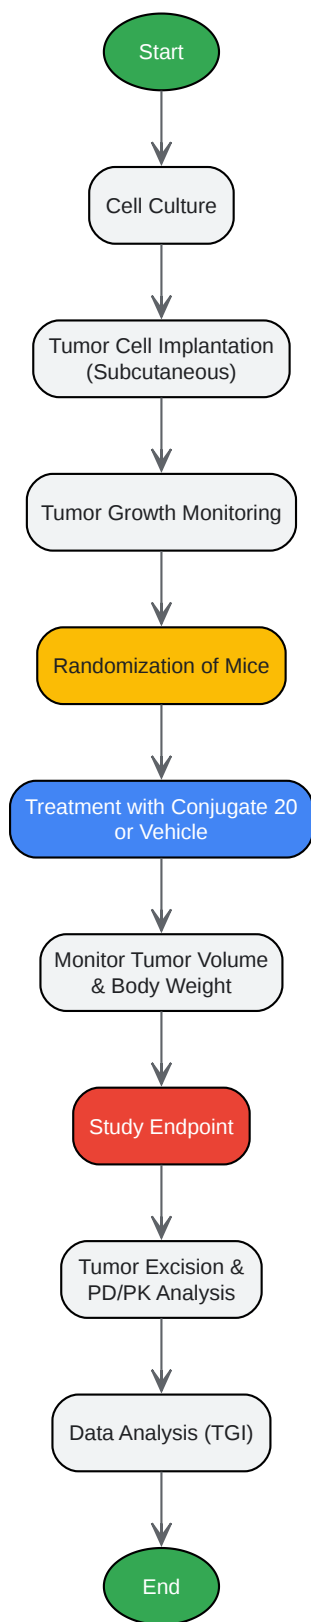 Start
Cell Culture
Tumor Cell Implantation
(Subcutaneous)
Tumor Growth Monitoring
Randomization of Mice
Treatment with Conjugate 20
or Vehicle
Monitor Tumor Volume
& Body Weight
Study Endpoint
Tumor Excision &
PD/PK Analysis
Data Analysis (TGI)
End